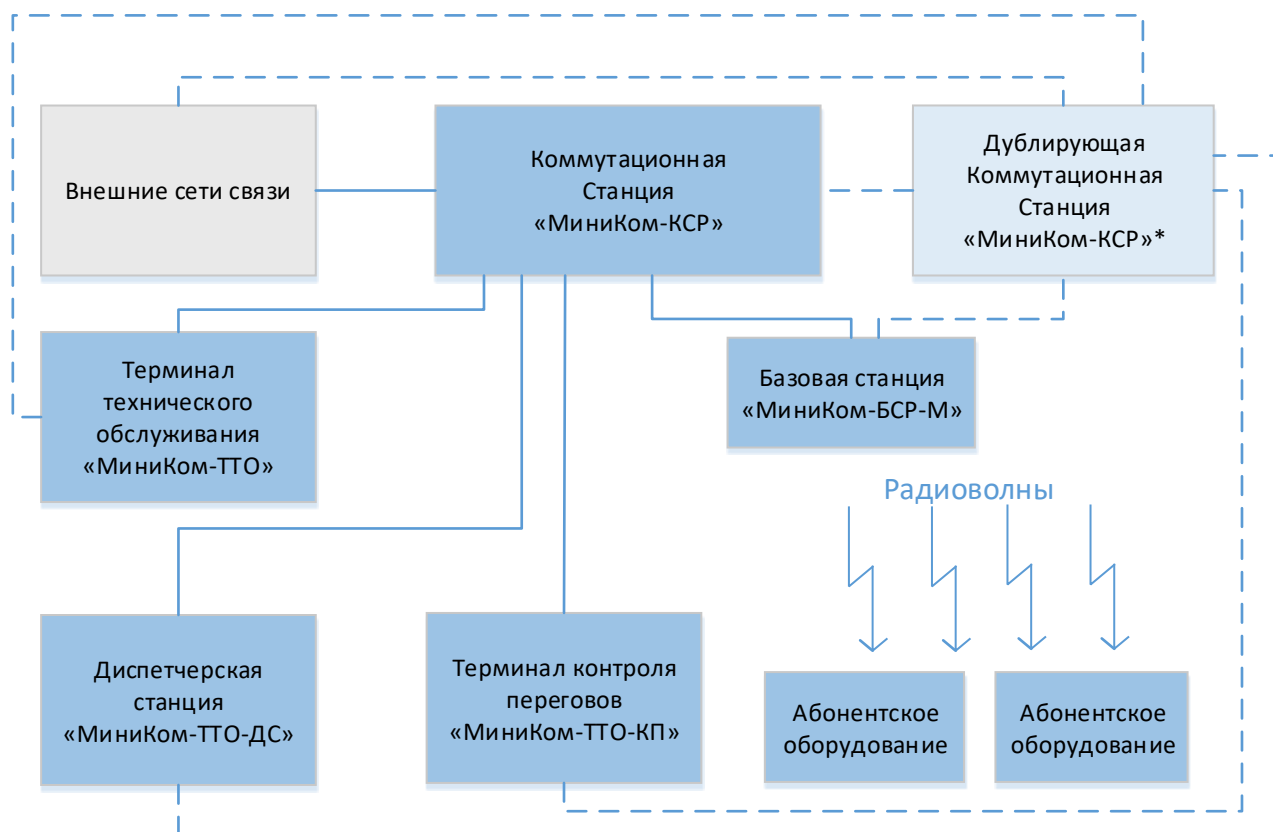 Внешние сети связи
Коммутационная
Станция
«МиниКом-КСР»
Дублирующая
Коммутационная
Станция
«МиниКом-КСР»*
Терминал
технического
обслуживания
«МиниКом-ТТО»
Базовая станция
«МиниКом-БСР-М»
Радиоволны
Диспетчерская
станция
«МиниКом-ТТО-ДС»
Терминал контроля
переговов
«МиниКом-ТТО-КП»
Абонентское
оборудование
Абонентское
оборудование